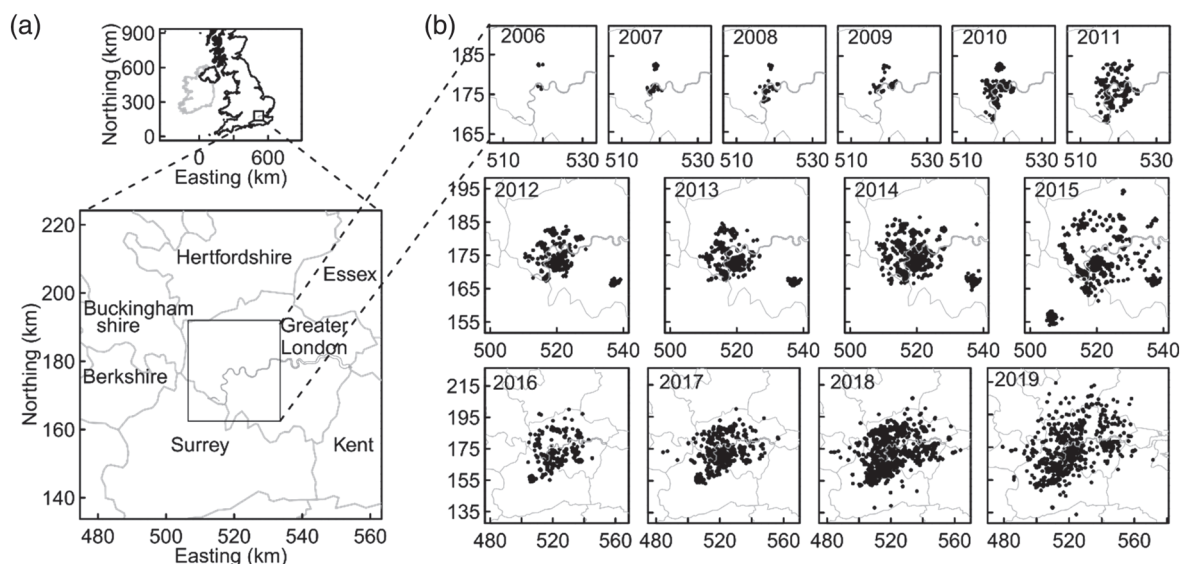 (a)
900
600
300
0
Northing (km)
0 600
Easting (km)
220
200
180
160
140
Northing (km)
Hertfordshire
Essex
Buckingham
shire
Greater
London
Berkshire
Surrey
Kent
480 500 520 540 560
Easting (km)
(b)
185
175
165
2006
2007
2008
2009
2010
2011
510 530
510 530
510 530
510 530
510 530
510 530
195
185
175
165
155
2012
2013
2014
2015
500 520 540
500 520 540
500 520 540
500 520 540
215
195
175
155
135
2016
2017
2018
2019
480 520 560
480 520 560
480 520 560
480 520 560